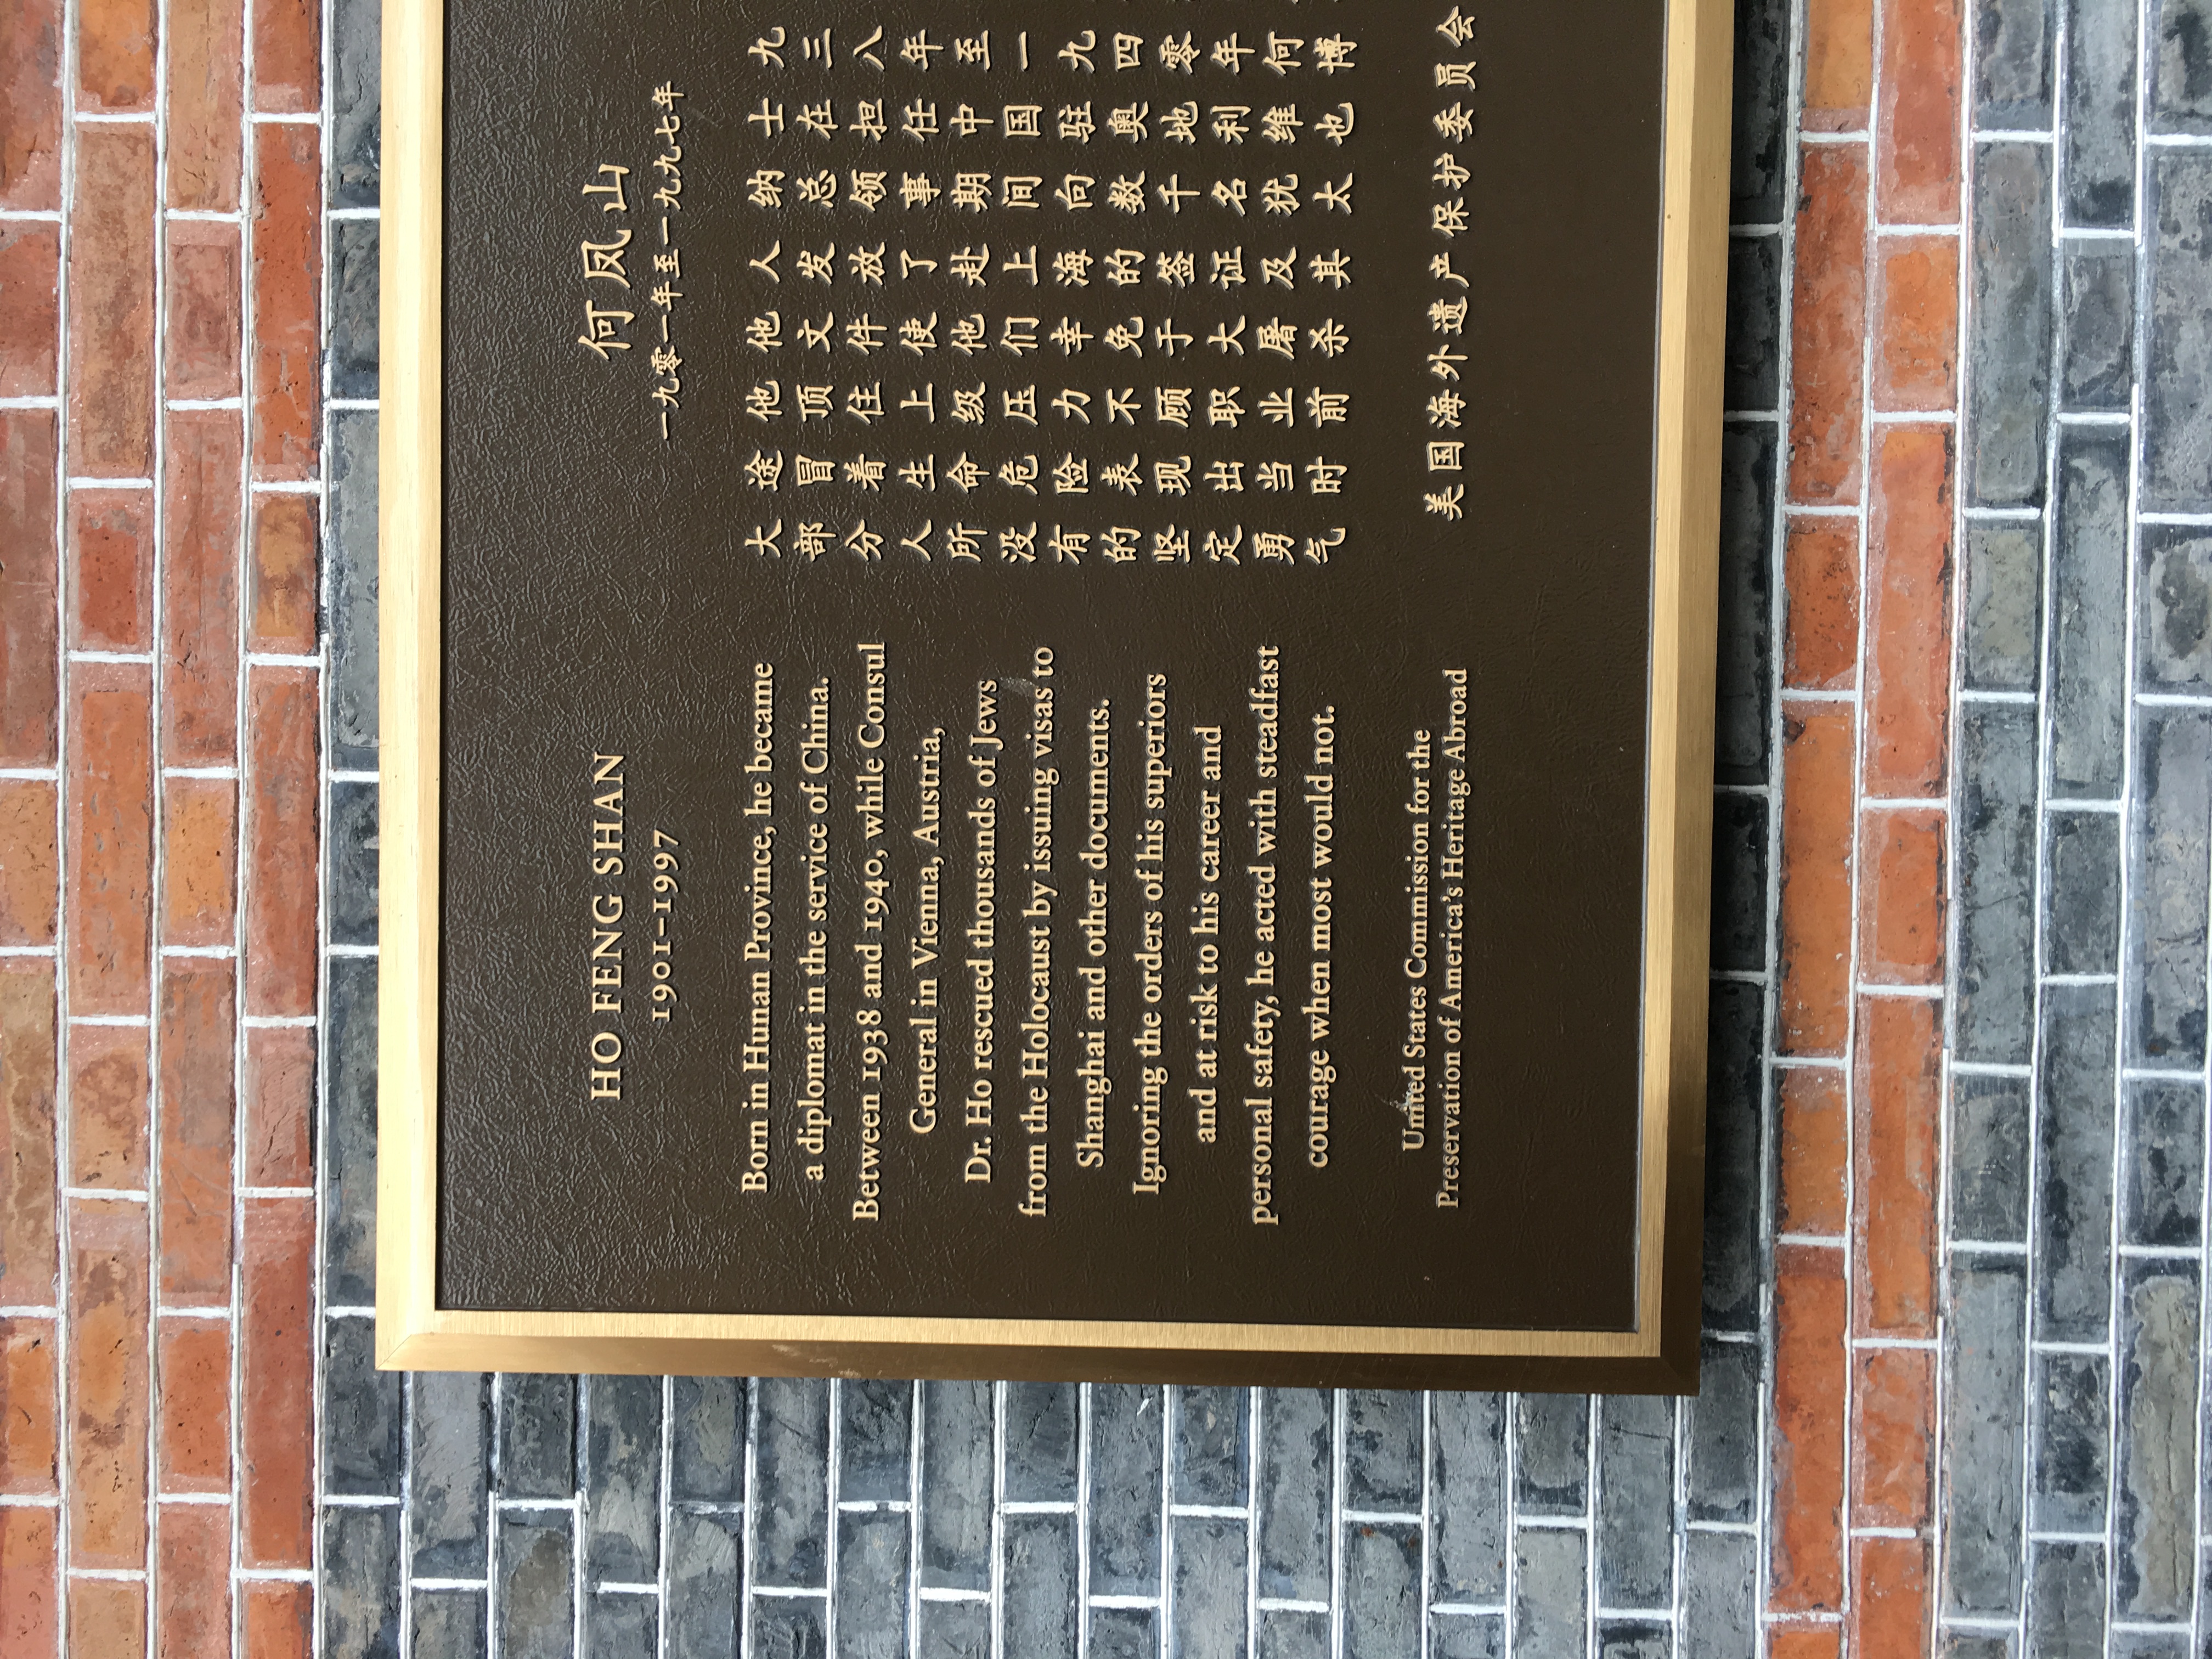 HO FENG SHAN
1901–1997
Born in Hunan Province, he became
a diplomat in the service of China.
Between 1938 and 1940, while Consul
General in Vienna, Austria,
Dr. Ho rescued thousands of Jews
from the Holocaust by issuing visas to
Shanghai and other documents.
Ignoring the orders of his superiors
and at risk to his career and
personal safety, he acted with steadfast
courage when most would not.
United States Commission for the
Preservation of America's Heritage Abroad
何凤山
一九零一年至一九九七年
九三八年至一九四零年何博
士在担任中国驻奥地利维也
纳总领事期间向数千名犹太
人发放了赴上海的签证及其
他文件使他们幸免于大屠杀
他顶住上级压力不顾职业前
途冒着生命危险表现出当时
大部分人所没有的坚定勇气
美国海外遗产保护委员会